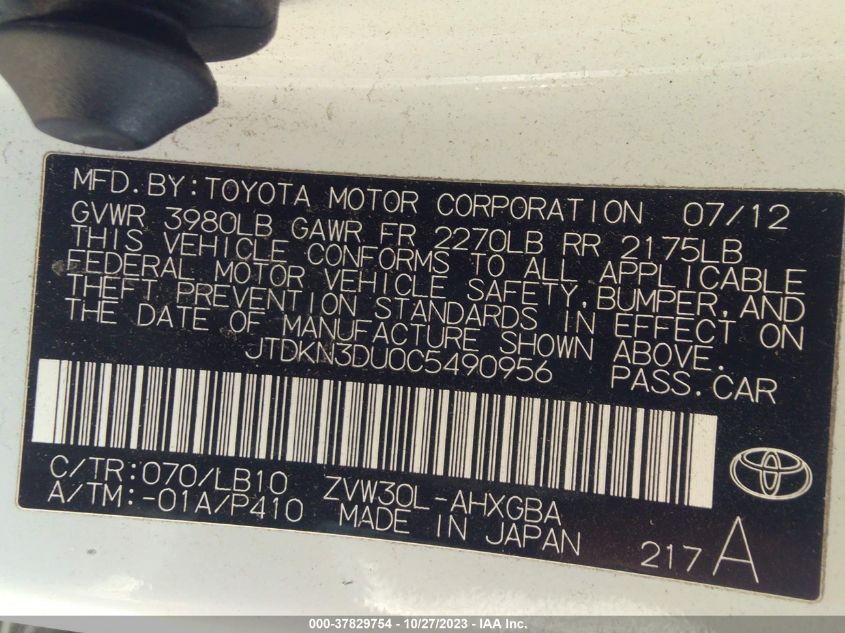 MFD. BY: TOYOTA MOTOR CORPORATION 07/12
GVWR 3980LB GAWR FR 2270LB RR 2175LB
THIS VEHICLE CONFORMS TO ALL APPLICABLE
FEDERAL MOTOR VEHICLE SAFETY, BUMPER, AND
THEFT PREVENTION STANDARDS IN EFFECT ON
THE DATE OF MANUFACTURE SHOWN ABOVE.
JTDKN3DU0C5490956 PASS. CAR
C/TR: 070/LB10 ZVW30L-AHXGBA
A/TM: -01A/P410 MADE IN JAPAN 217 A
000-37829754 - 10/27/2023 - IAA Inc.